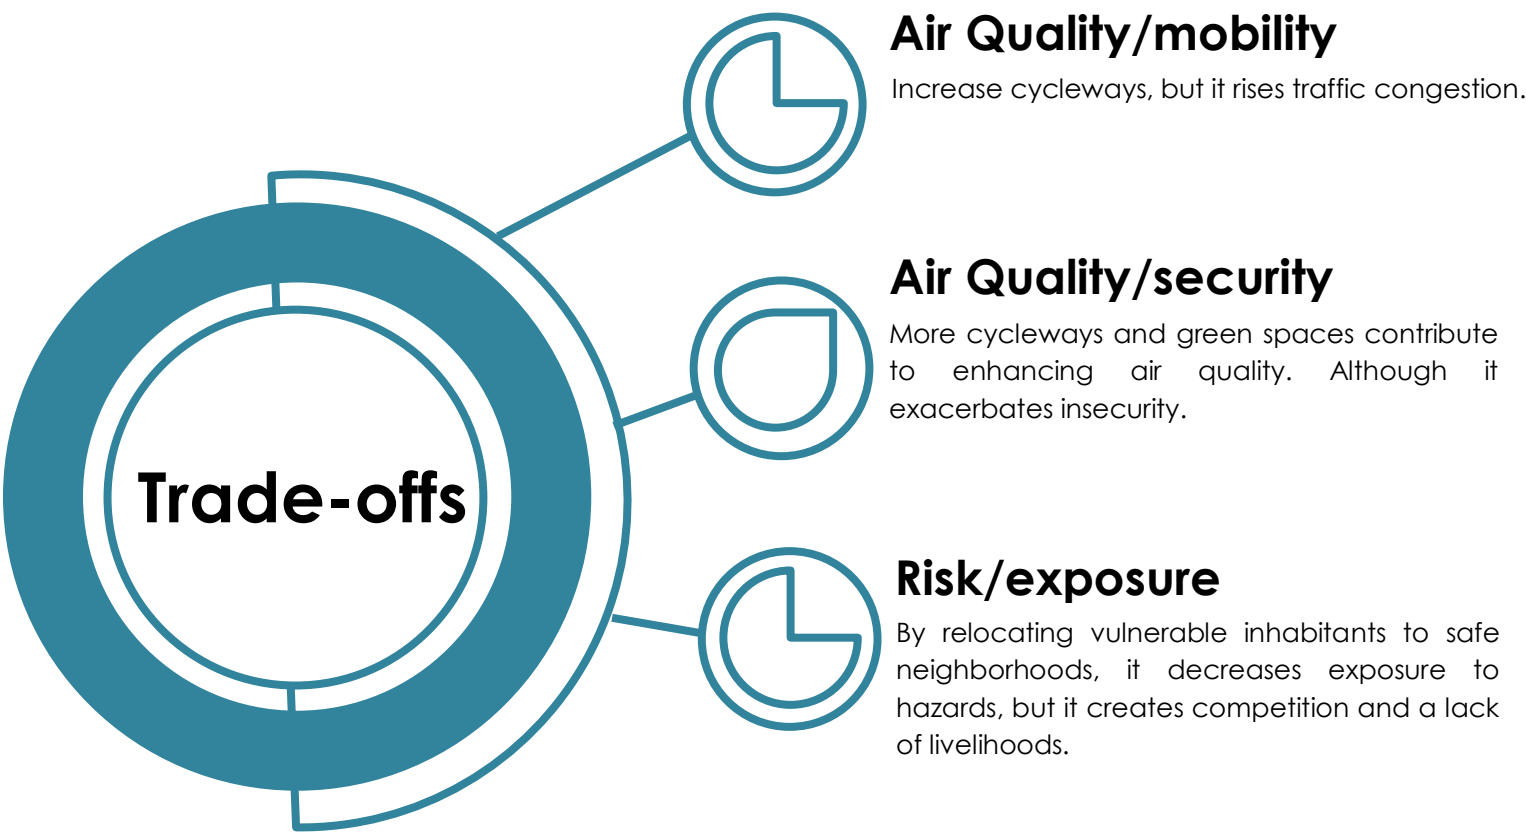 Air Quality/mobility
Increase cycleways, but it rises traffic congestion.
Air Quality/security
More cycleways and green spaces contribute
to enhancing air quality. Although it
exacerbates insecurity.
Trade-offs
Risk/exposure
By relocating vulnerable inhabitants to safe
neighborhoods, it decreases exposure to
hazards, but it creates competition and a lack
of livelihoods.